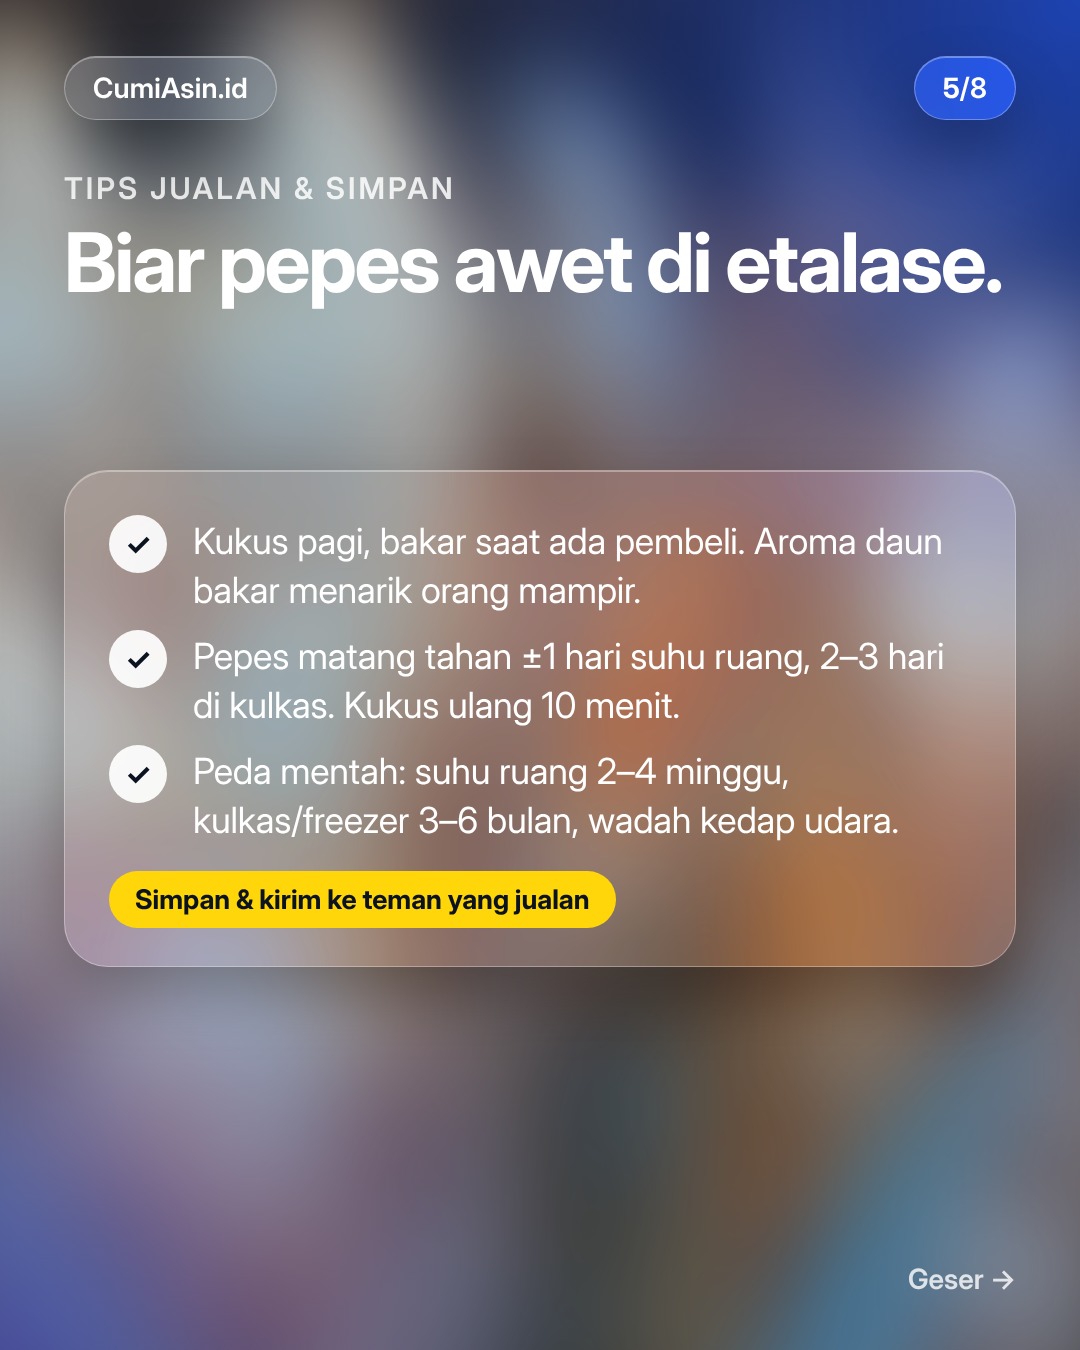 CumiAsin.id
5/8
TIPS JUALAN & SIMPAN
Biar pepes awet di etalase.
Kukus pagi, bakar saat ada pembeli. Aroma daun
bakar menarik orang mampir.
Pepes matang tahan ±1 hari suhu ruang, 2–3 hari
di kulkas. Kukus ulang 10 menit.
Peda mentah: suhu ruang 2–4 minggu,
kulkas/freezer 3–6 bulan, wadah kedap udara.
Simpan & kirim ke teman yang jualan
Geser →